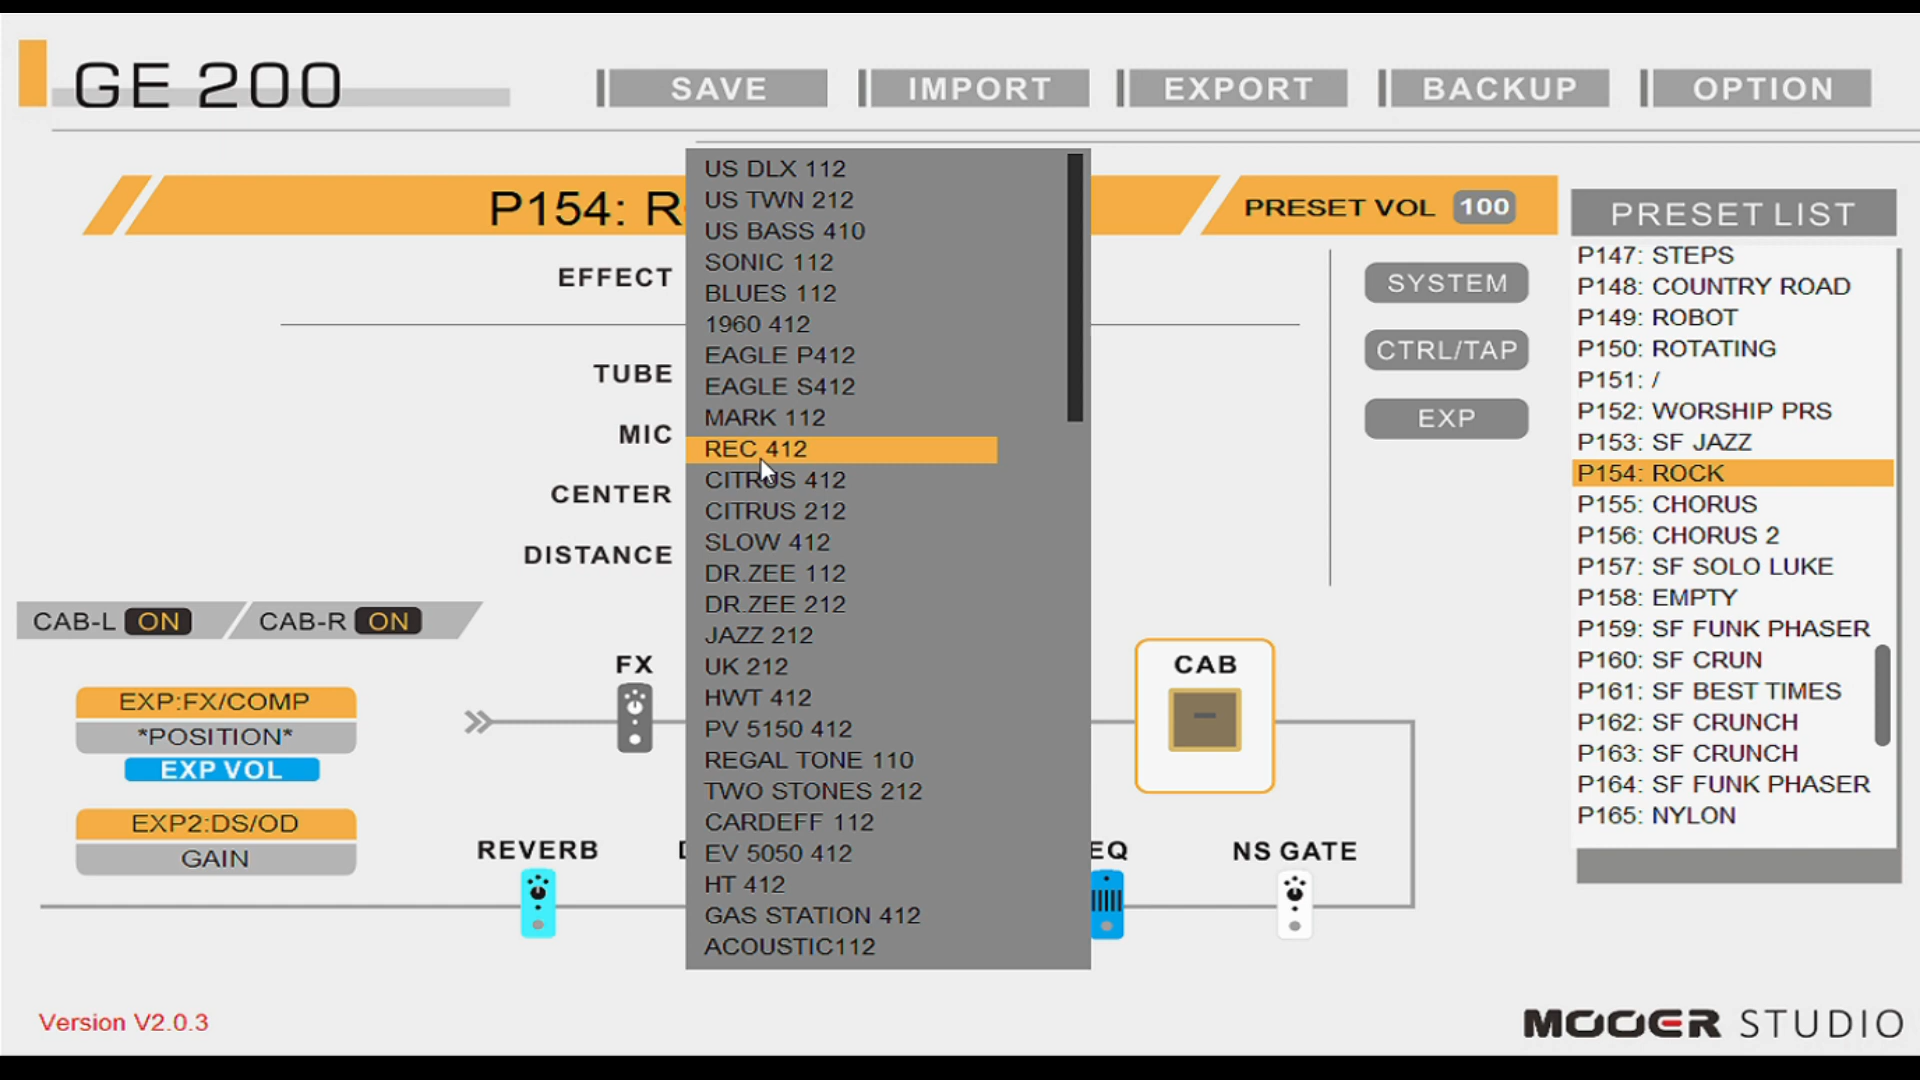 GE 200
SAVE
IMPORT
EXPORT
BACKUP
OPTION
P154: R
PRESET VOL 100
EFFECT
TUBE
MIC
CENTER
DISTANCE
US DLX 112
US TWN 212
US BASS 410
SONIC 112
BLUES 112
1960 412
EAGLE P412
EAGLE S412
MARK 112
REC 412
CITRUS 412
CITRUS 212
SLOW 412
DR.ZEE 112
DR.ZEE 212
JAZZ 212
UK 212
HWT 412
PV 5150 412
REGAL TONE 110
TWO STONES 212
CARDEFF 112
EV 5050 412
HT 412
GAS STATION 412
ACOUSTIC112
SYSTEM
CTRL/TAP
EXP
PRESET LIST
P147: STEPS
P148: COUNTRY ROAD
P149: ROBOT
P150: ROTATING
P151: /
P152: WORSHIP PRS
P153: SF JAZZ
P154: ROCK
P155: CHORUS
P156: CHORUS 2
P157: SF SOLO LUKE
P158: EMPTY
P159: SF FUNK PHASER
P160: SF CRUN
P161: SF BEST TIMES
P162: SF CRUNCH
P163: SF CRUNCH
P164: SF FUNK PHASER
P165: NYLON
CAB-L ON
CAB-R ON
EXP:FX/COMP
*POSITION*
EXP VOL
EXP2:DS/OD
GAIN
FX
CAB
REVERB
EQ
NS GATE
Version V2.0.3
MOOER STUDIO